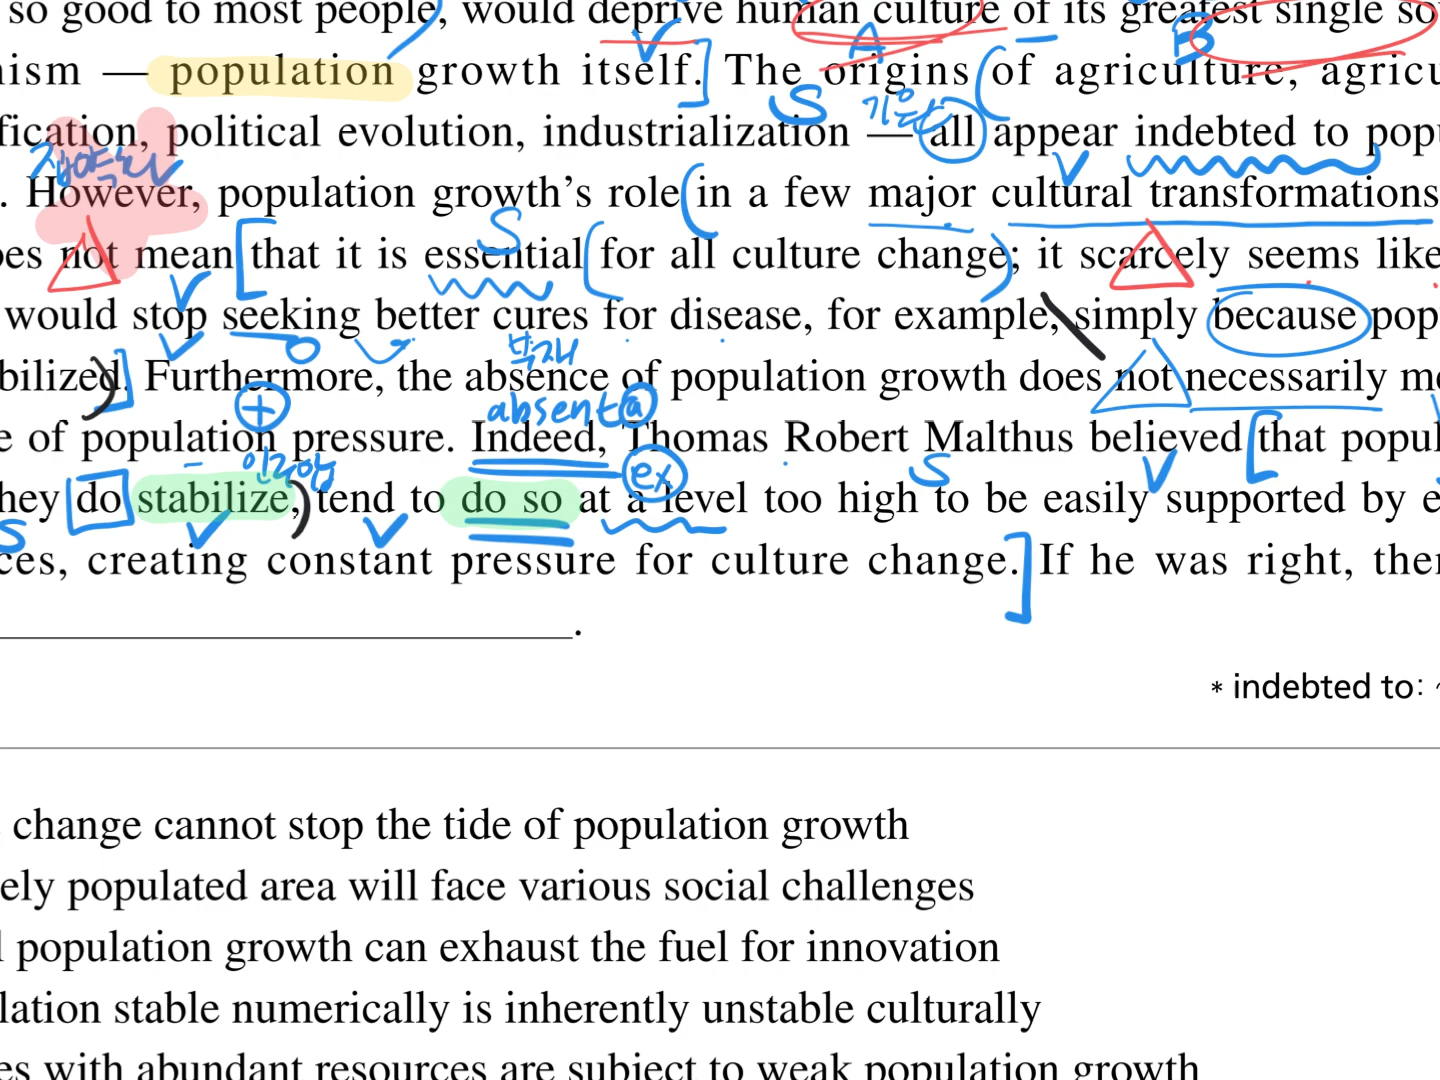 so good to most people, would deprive human culture of its greatest single so
nism — population growth itself. The origins of agriculture, agricu
A
B
S
fication, political evolution, industrialization — all appear indebted to popu
. However, population growth's role in a few major cultural transformations
S
oes not mean that it is essential for all culture change; it scarcely seems like
would stop seeking better cures for disease, for example, simply because pop
부재
bilized. Furthermore, the absence of population growth does not necessarily me
+
absent ⓐ
e of population pressure. Indeed, Thomas Robert Malthus believed that popul
ex
S
hey do stabilize, tend to do so at a level too high to be easily supported by e
S
ces, creating constant pressure for culture change. If he was right, ther
.
* indebted to: ~
change cannot stop the tide of population growth
ely populated area will face various social challenges
l population growth can exhaust the fuel for innovation
lation stable numerically is inherently unstable culturally
es with abundant resources are subject to weak population growth